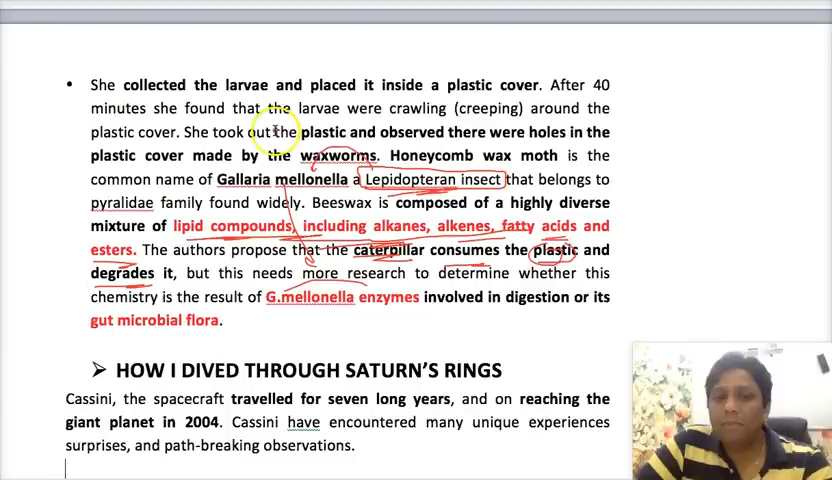 • She collected the larvae and placed it inside a plastic cover. After 40
minutes she found that the larvae were crawling (creeping) around the
plastic cover. She took out the plastic and observed there were holes in the
plastic cover made by the waxworms. Honeycomb wax moth is the
common name of Gallaria mellonella a Lepidopteran insect that belongs to
pyralidae family found widely. Beeswax is composed of a highly diverse
mixture of lipid compounds, including alkanes, alkenes, fatty acids and
esters. The authors propose that the caterpillar consumes the plastic and
degrades it, but this needs more research to determine whether this
chemistry is the result of G.mellonella enzymes involved in digestion or its
gut microbial flora.
➢ HOW I DIVED THROUGH SATURN'S RINGS
Cassini, the spacecraft travelled for seven long years, and on reaching the
giant planet in 2004. Cassini have encountered many unique experiences
surprises, and path-breaking observations.